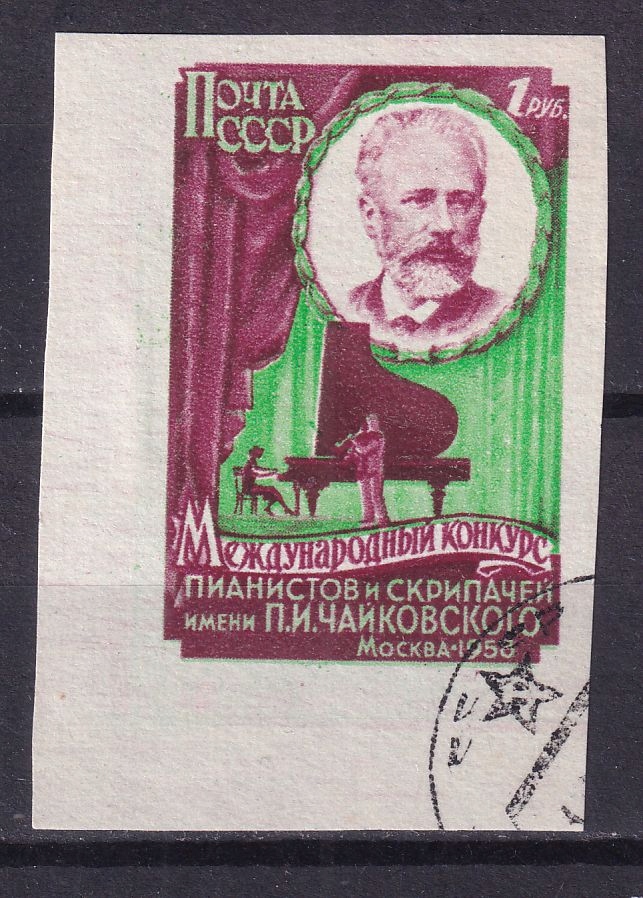 ПОЧТА
СССР
1 РУБ.
МЕЖДУНАРОДНЫЙ КОНКУРС
ПИАНИСТОВ И СКРИПАЧЕЙ
ИМЕНИ П.И.ЧАЙКОВСКОГО
МОСКВА·1958